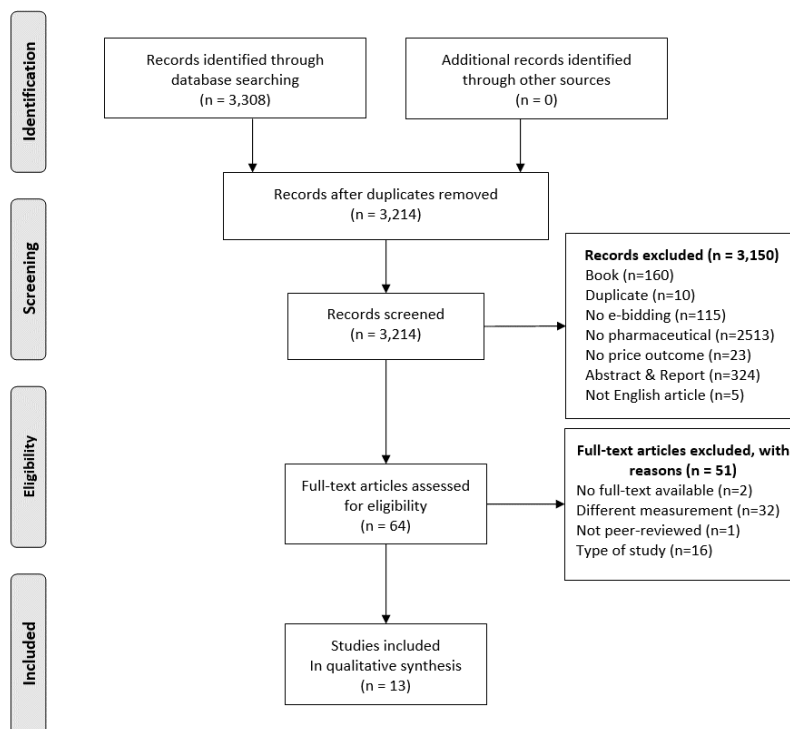 Identification
Records identified through
database searching
(n = 3,308)
Additional records identified
through other sources
(n = 0)
Records after duplicates removed
(n = 3,214)
Screening
Records screened
(n = 3,214)
Records excluded (n = 3,150)
Book (n=160)
Duplicate (n=10)
No e-bidding (n=115)
No pharmaceutical (n=2513)
No price outcome (n=23)
Abstract & Report (n=324)
Not English article (n=5)
Eligibility
Full-text articles assessed
for eligibility
(n = 64)
Full-text articles excluded, with
reasons (n = 51)
No full-text available (n=2)
Different measurement (n=32)
Not peer-reviewed (n=1)
Type of study (n=16)
Included
Studies included
In qualitative synthesis
(n = 13)